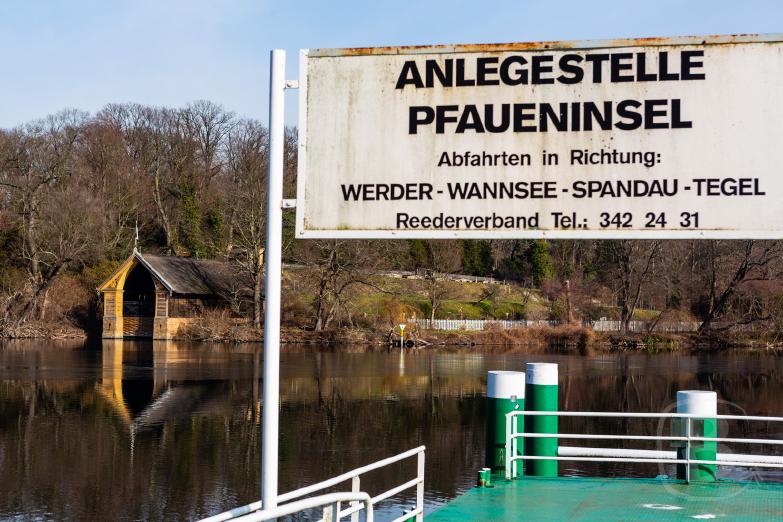 ANLEGESTELLE
PFAUENINSEL
Abfahrten in Richtung:
WERDER - WANNSEE - SPANDAU - TEGEL
Reederverband Tel.: 342 24 31